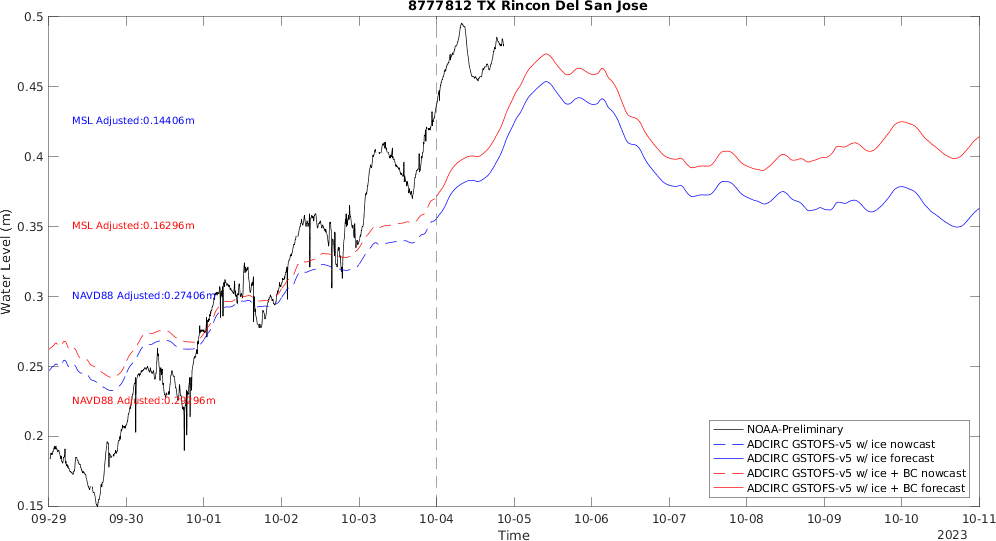 8777812 TX Rincon Del San Jose
Water Level (m)
0.5
0.45
0.4
0.35
0.3
0.25
0.2
0.15
MSL Adjusted:0.14406m
MSL Adjusted:0.16296m
NAVD88 Adjusted:0.27406m
NAVD88 Adjusted:0.29296m
NOAA-Preliminary
ADCIRC GSTOFS-v5 w/ ice nowcast
ADCIRC GSTOFS-v5 w/ ice forecast
ADCIRC GSTOFS-v5 w/ ice + BC nowcast
ADCIRC GSTOFS-v5 w/ ice + BC forecast
09-29 09-30 10-01 10-02 10-03 10-04 10-05 10-06 10-07 10-08 10-09 10-10 10-11
Time
2023